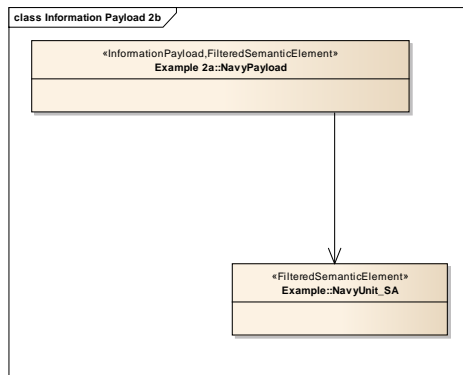 class Information Payload 2b
«InformationPayload,FilteredSemanticElement»
Example 2a::NavyPayload
«FilteredSemanticElement»
Example::NavyUnit_SA